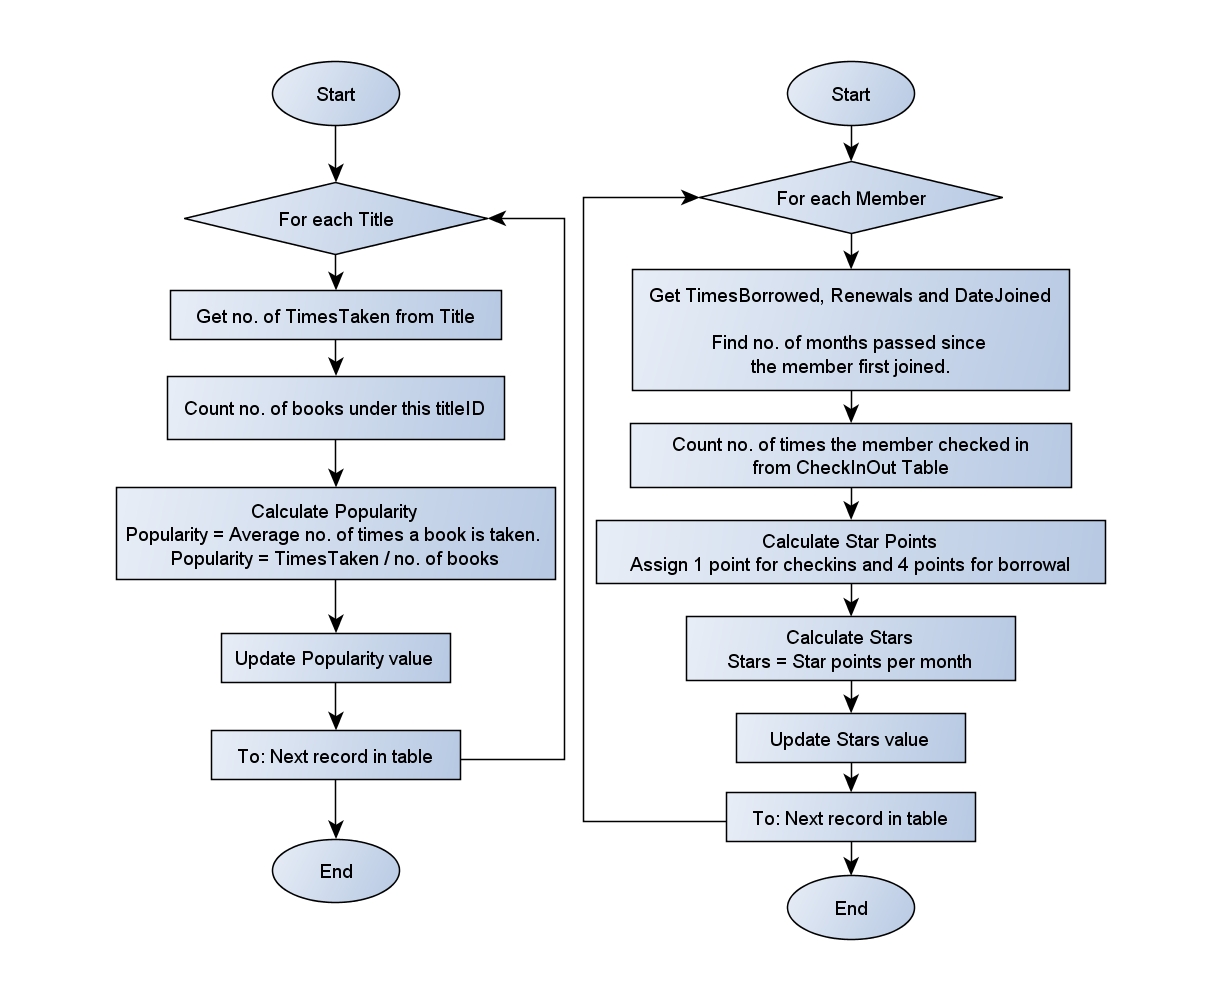 Start
For each Title
Get no. of TimesTaken from Title
Count no. of books under this titleID
Calculate Popularity
Popularity = Average no. of times a book is taken.
Popularity = TimesTaken / no. of books
Update Popularity value
To: Next record in table
End
Start
For each Member
Get TimesBorrowed, Renewals and DateJoined
Find no. of months passed since
the member first joined.
Count no. of times the member checked in
from CheckInOut Table
Calculate Star Points
Assign 1 point for checkins and 4 points for borrowal
Calculate Stars
Stars = Star points per month
Update Stars value
To: Next record in table
End